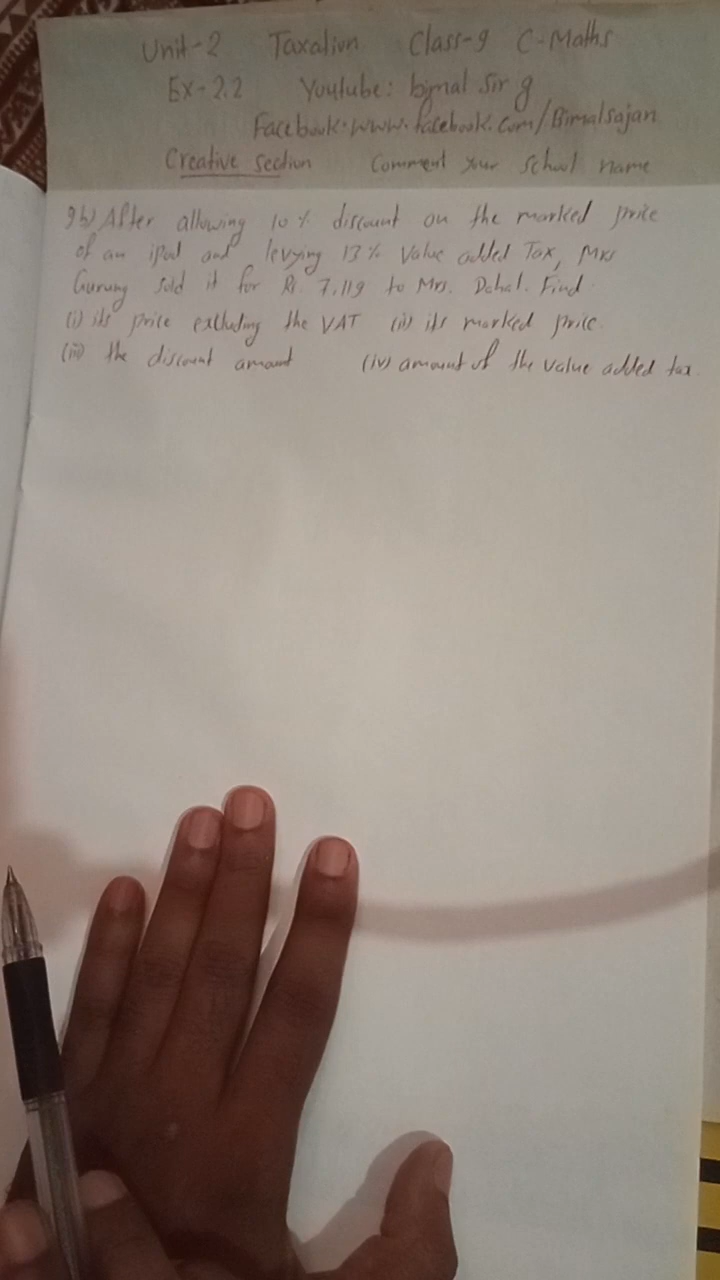 Unit-2 Taxation Class-9 C-Maths
Ex-2.2 Youtube: bimal sir g
Facebook:www.facebook.com/Bimalsajan
Creative section Comment your school name
9b) After allowing 10% discount on the marked price
of an ipod and levying 13% Value added Tax, Mrs
Gurung sold it for Rs. 7,119 to Mrs. Dahal. Find
(i) its price excluding the VAT (ii) its marked price.
(iii) the discount amount (iv) amount of the value added tax.